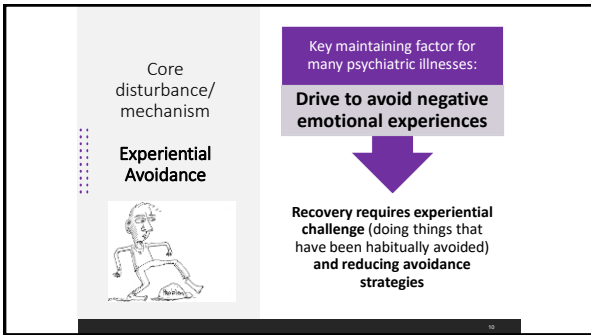 Core
disturbance/
mechanism
Experiential
Avoidance
Key maintaining factor for
many psychiatric illnesses:
Drive to avoid negative
emotional experiences
Recovery requires experiential
challenge (doing things that
have been habitually avoided)
and reducing avoidance
strategies
10